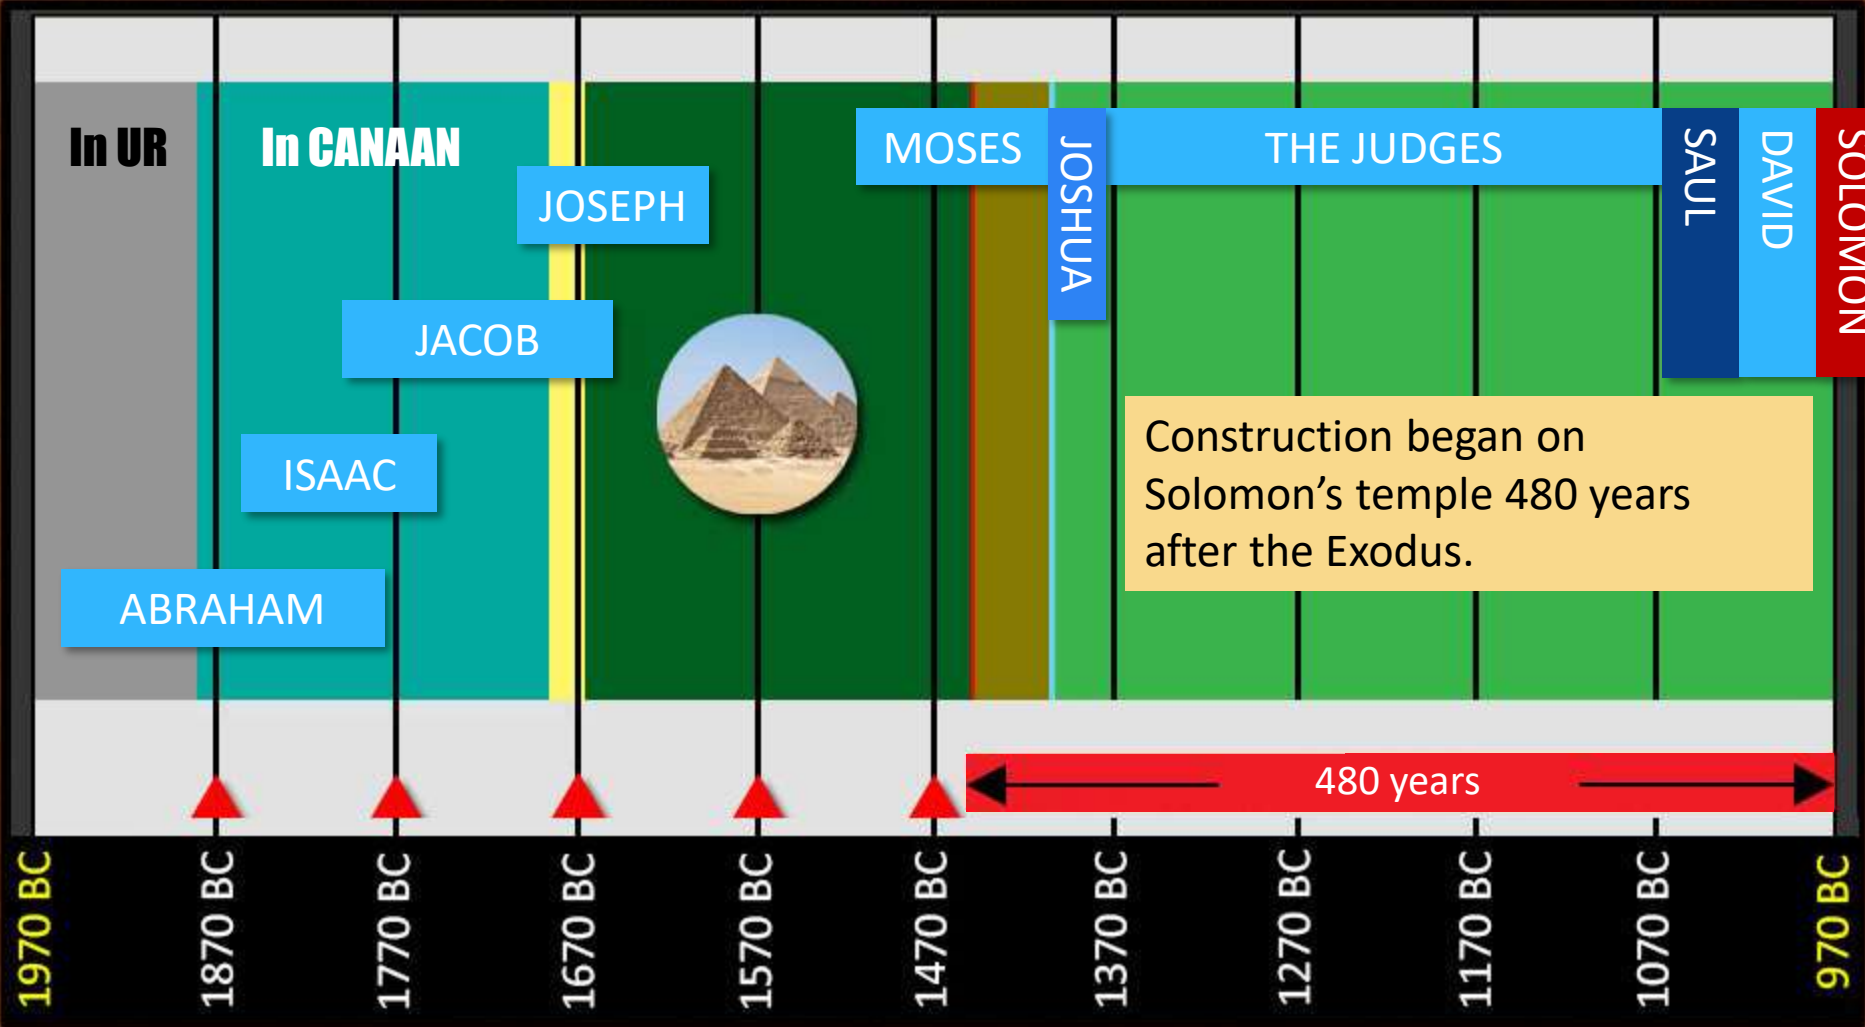 In UR
In CANAAN
MOSES
JOSHUA
THE JUDGES
SAUL
DAVID
SOLOMON
JOSEPH
JACOB
ISAAC
ABRAHAM
Construction began on
Solomon’s temple 480 years
after the Exodus.
480 years
1970 BC
1870 BC
1770 BC
1670 BC
1570 BC
1470 BC
1370 BC
1270 BC
1170 BC
1070 BC
970 BC